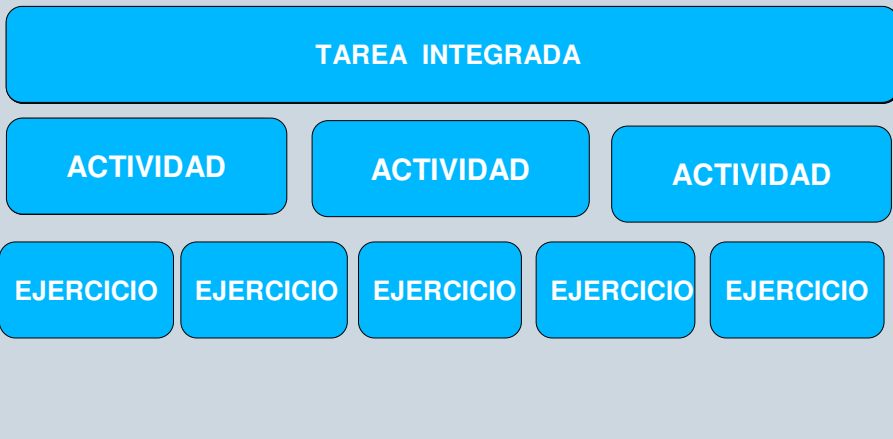 TAREA INTEGRADA
ACTIVIDAD ACTIVIDAD ACTIVIDAD
EJERCICIO EJERCICIO EJERCICIO EJERCICIO EJERCICIO